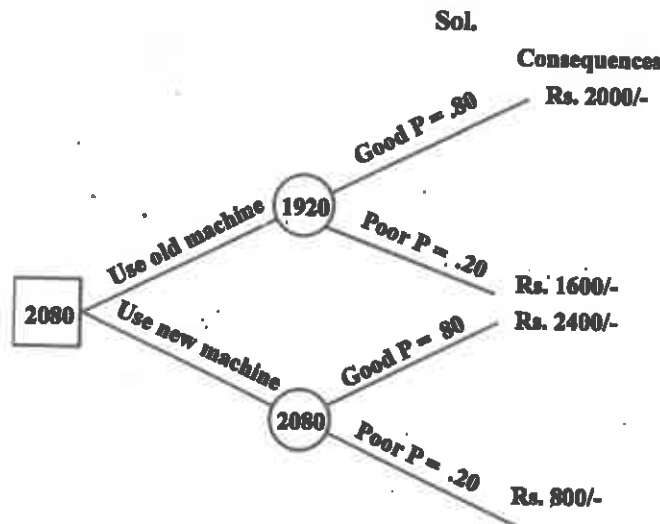 Sol.
Consequences
Good P = .80
Rs. 2000/-
Use old machine
1920
Poor P = .20
Rs. 1600/-
2080
Use new machine
Good P = 80
Rs. 2400/-
2080
Poor P = .20
Rs. 800/-